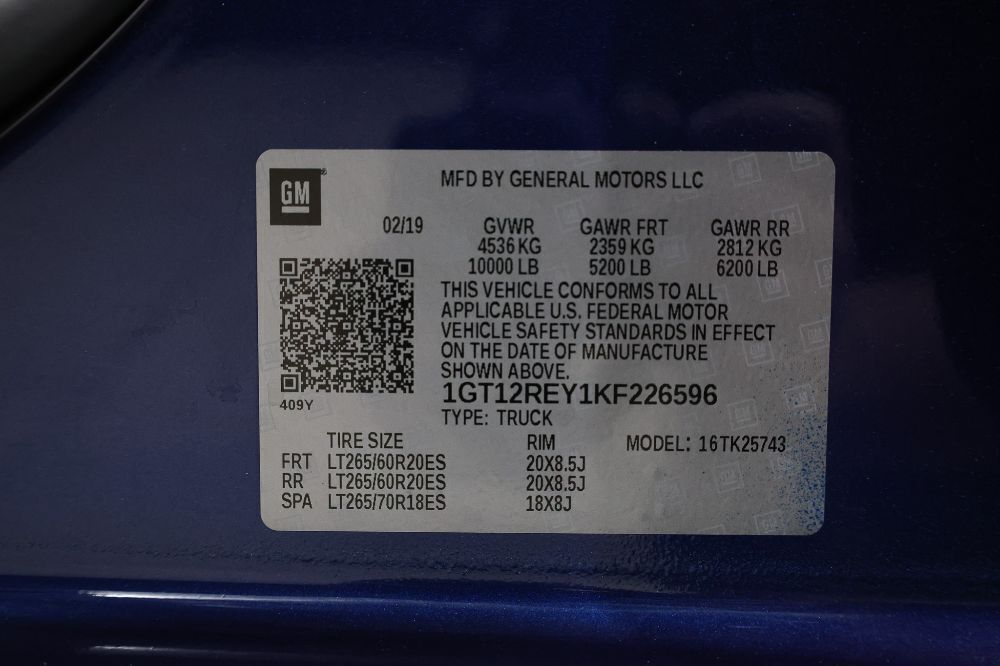 GM
MFD BY GENERAL MOTORS LLC
02/19 GVWR GAWR FRT GAWR RR
4536 KG 2359 KG 2812 KG
10000 LB 5200 LB 6200 LB
THIS VEHICLE CONFORMS TO ALL
APPLICABLE U.S. FEDERAL MOTOR
VEHICLE SAFETY STANDARDS IN EFFECT
ON THE DATE OF MANUFACTURE
SHOWN ABOVE.
1GT12REY1KF226596
409Y
TYPE: TRUCK
TIRE SIZE RIM MODEL: 16TK25743
FRT LT265/60R20ES 20X8.5J
RR LT265/60R20ES 20X8.5J
SPA LT265/70R18ES 18X8J